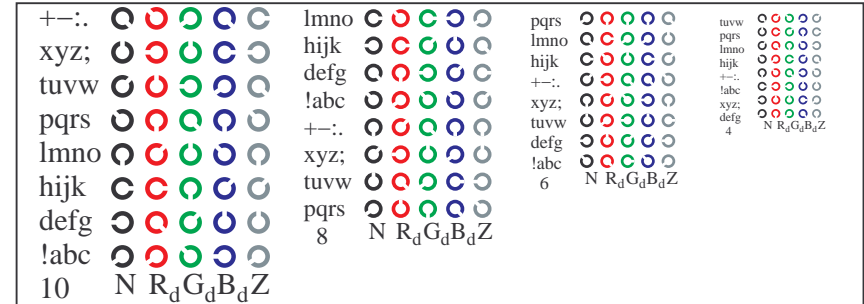 +−:.
xyz;
tuvw
pqrs
lmno
hijk
defg
!abc
10 N RdGdBdZ
lmno
hijk
defg
!abc
+−:.
xyz;
tuvw
pqrs
8 N RdGdBdZ
pqrs
lmno
hijk
+−:.
xyz;
tuvw
defg
!abc
6 N RdGdBdZ
tuvw
pqrs
lmno
hijk
+−:.
!abc
xyz;
defg
4 N RdGdBdZ